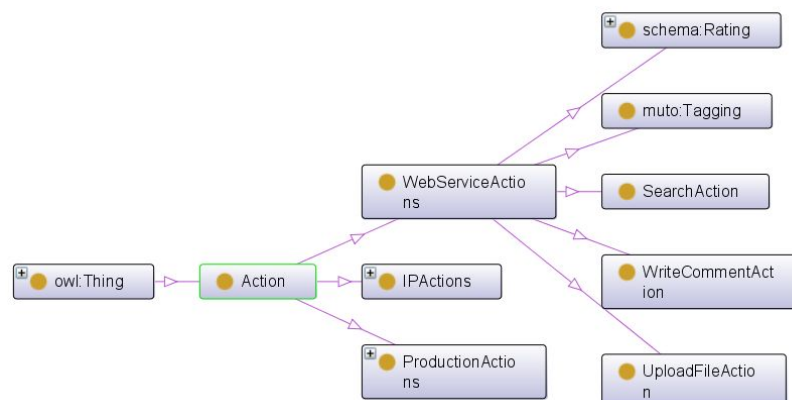 schema:Rating
muto:Tagging
WebServiceActio
ns
SearchAction
owl:Thing
Action
IPActions
WriteCommentAct
ion
ProductionActio
ns
UploadFileActio
n